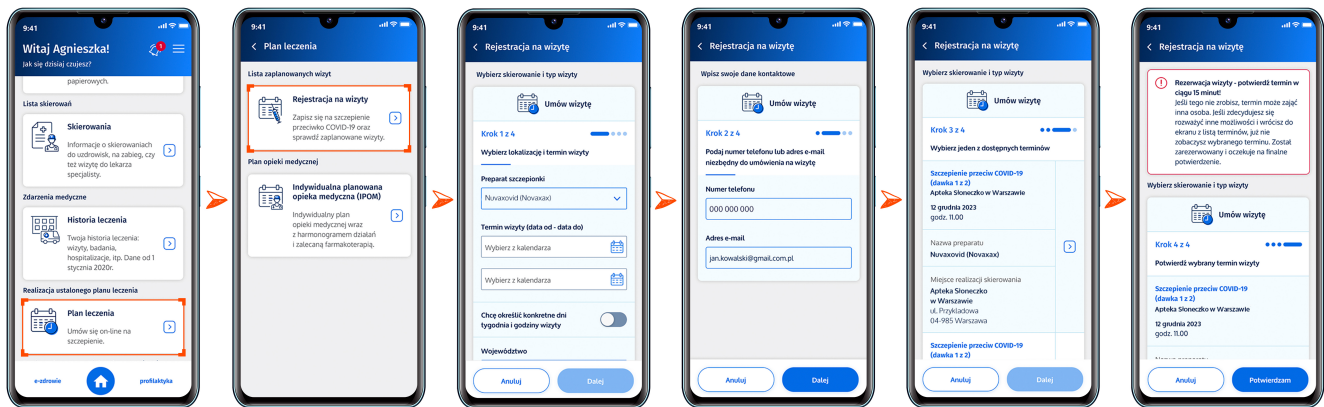 9:41
Witaj Agnieszka!
1
Jak się dzisiaj czujesz?
papierowych.
Lista skierowań
Skierowania
Informacje o skierowaniach
do uzdrowisk, na zabieg, czy
też wizytę do lekarza
specjalisty.
Zdarzenia medyczne
Historia leczenia
Twoja historia leczenia:
wizyty, badania,
hospitalizacje, itp. Dane od 1
stycznia 2020r.
Realizacja ustalonego planu leczenia
Plan leczenia
Umów się on-line na
szczepienie.
e-zdrowie
profilaktyka
9:41
Plan leczenia
Lista zaplanowanych wizyt
Rejestracja na wizyty
Zapisz się na szczepienie
przeciwko COVID-19 oraz
sprawdź zaplanowane wizyty.
Plan opieki medycznej
Indywidualna planowana
opieka medyczna (IPOM)
Indywidualny plan
opieki medycznej wraz
z harmonogramem działań
i zalecaną farmakoterapią.
9:41
Rejestracja na wizytę
Wybierz skierowanie i typ wizyty
Umów wizytę
Krok 1 z 4
Wybierz lokalizację i termin wizyty
Preparat szczepionki
Nuvaxovid (Novaxax)
Termin wizyty (data od - data do)
Wybierz z kalendarza
Wybierz z kalendarza
Chcę określić konkretne dni
tygodnia i godziny wizyty
Województwo
Anuluj
Dalej
9:41
Rejestracja na wizytę
Wpisz swoje dane kontaktowe
Umów wizytę
Krok 2 z 4
Podaj numer telefonu lub adres e-mail
niezbędny do umówienia na wizytę
Numer telefonu
000 000 000
Adres e-mail
jan.kowalski@gmail.com.pl
Anuluj
Dalej
9:41
Rejestracja na wizytę
Wybierz skierowanie i typ wizyty
Umów wizytę
Krok 3 z 4
Wybierz jeden z dostępnych terminów
Szczepienie przeciw COVID-19
(dawka 1 z 2)
Apteka Słoneczko w Warszawie
12 grudnia 2023
godz. 11.00
Nazwa preparatu
Nuvaxovid (Novaxax)
Miejsce realizacji skierowania
Apteka Słoneczko
w Warszawie
ul. Przykładowa
04-985 Warszawa
Szczepienie przeciw COVID-19
(dawka 1 z 2)
Anuluj
Dalej
9:41
Rejestracja na wizytę
Rezerwacja wizyty - potwierdź termin w
ciągu 15 minut!
Jeśli tego nie zrobisz, termin może zająć
inna osoba. Jeśli zdecydujesz się
rozważyć inne możliwości i wrócisz do
ekranu z listą terminów, już nie
zobaczysz wybranego terminu. Został
zarezerwowany i oczekuje na finalne
potwierdzenie.
Wybierz skierowanie i typ wizyty
Umów wizytę
Krok 4 z 4
Potwierdź wybrany termin wizyty
Szczepienie przeciw COVID-19
(dawka 1 z 2)
Apteka Słoneczko w Warszawie
12 grudnia 2023
godz. 11.00
Anuluj
Potwierdzam